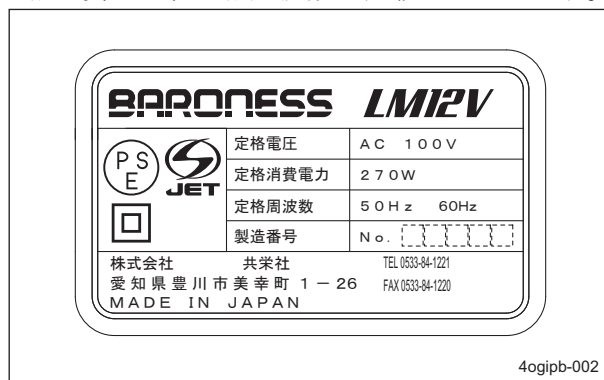 BARONESS LM12V
PS
E
JET
定格電圧 AC 100V
定格消費電力 270W
定格周波数 50Hz 60Hz
製造番号 No.
株式会社 共栄社 TEL 0533-84-1221
愛知県豊川市美幸町1-26 FAX 0533-84-1220
MADE IN JAPAN
4ogipb-002